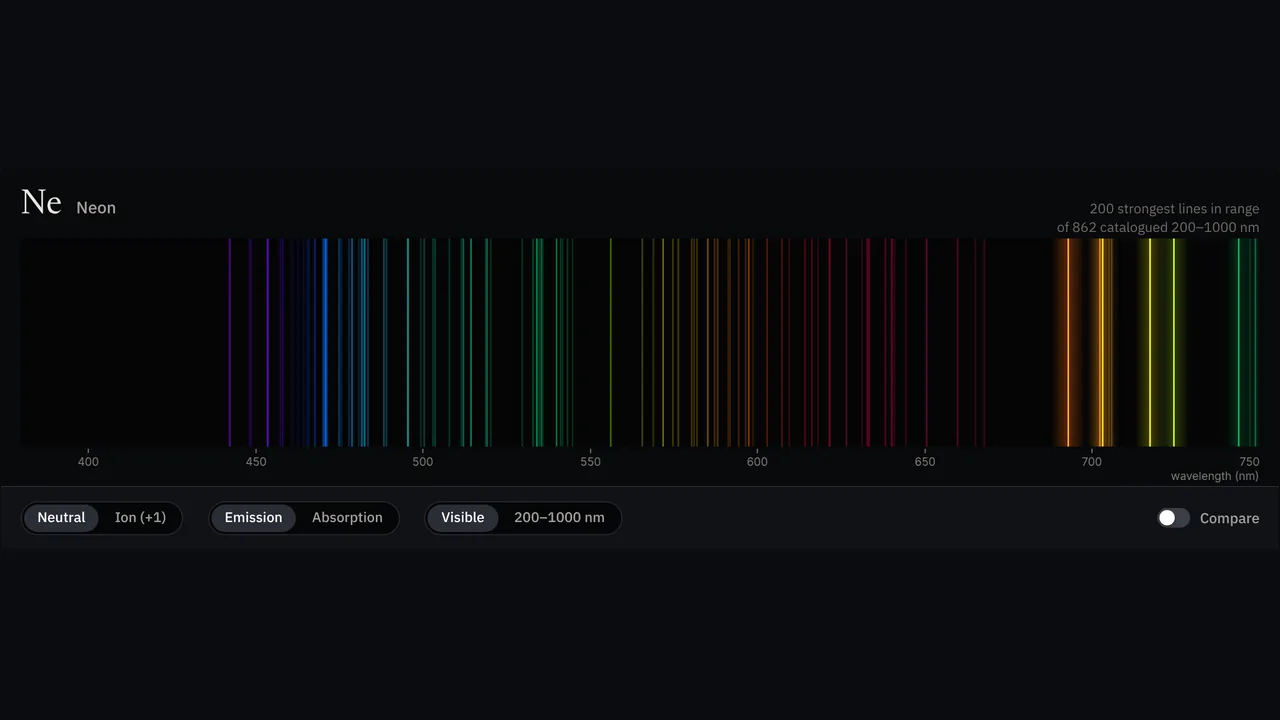 Ne Neon
200 strongest lines in range
of 862 catalogued 200–1000 nm
400 450 500 550 600 650 700 750
wavelength (nm)
Neutral Ion (+1) Emission Absorption Visible 200–1000 nm Compare